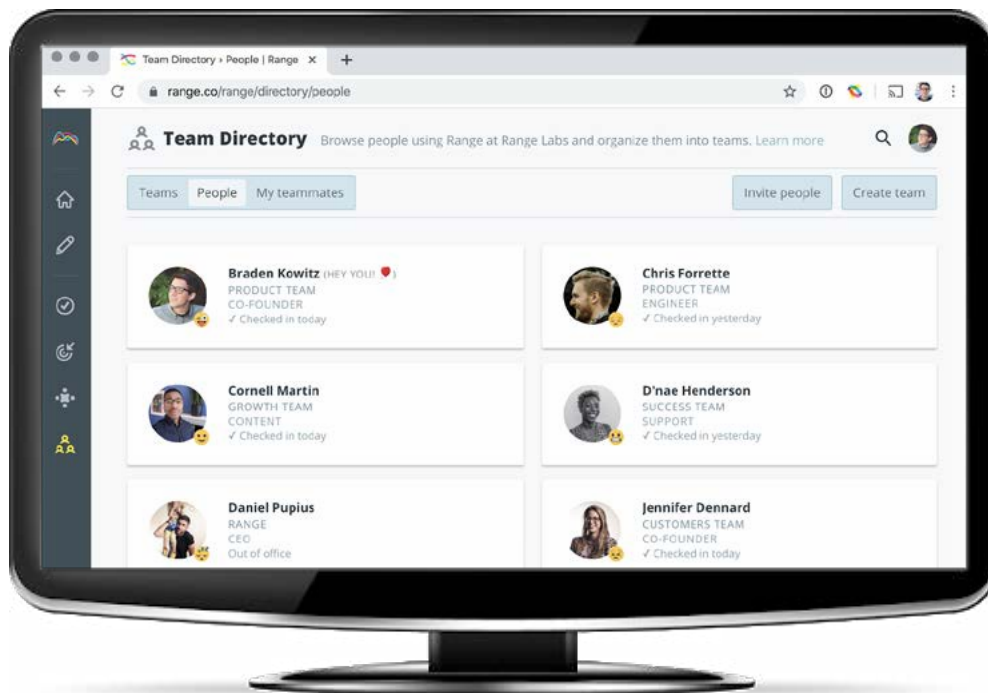 Team Directory › People | Range
range.co/range/directory/people
Team Directory Browse people using Range at Range Labs and organize them into teams. Learn more
Teams People My teammates Invite people Create team
Braden Kowitz (HEY YOU! )
PRODUCT TEAM
CO-FOUNDER
✓ Checked in today
Chris Forrette
PRODUCT TEAM
ENGINEER
✓ Checked in yesterday
Cornell Martin
GROWTH TEAM
CONTENT
✓ Checked in today
D'nae Henderson
SUCCESS TEAM
SUPPORT
✓ Checked in yesterday
Daniel Pupius
RANGE
CEO
Out of office
Jennifer Dennard
CUSTOMERS TEAM
CO-FOUNDER
✓ Checked in today